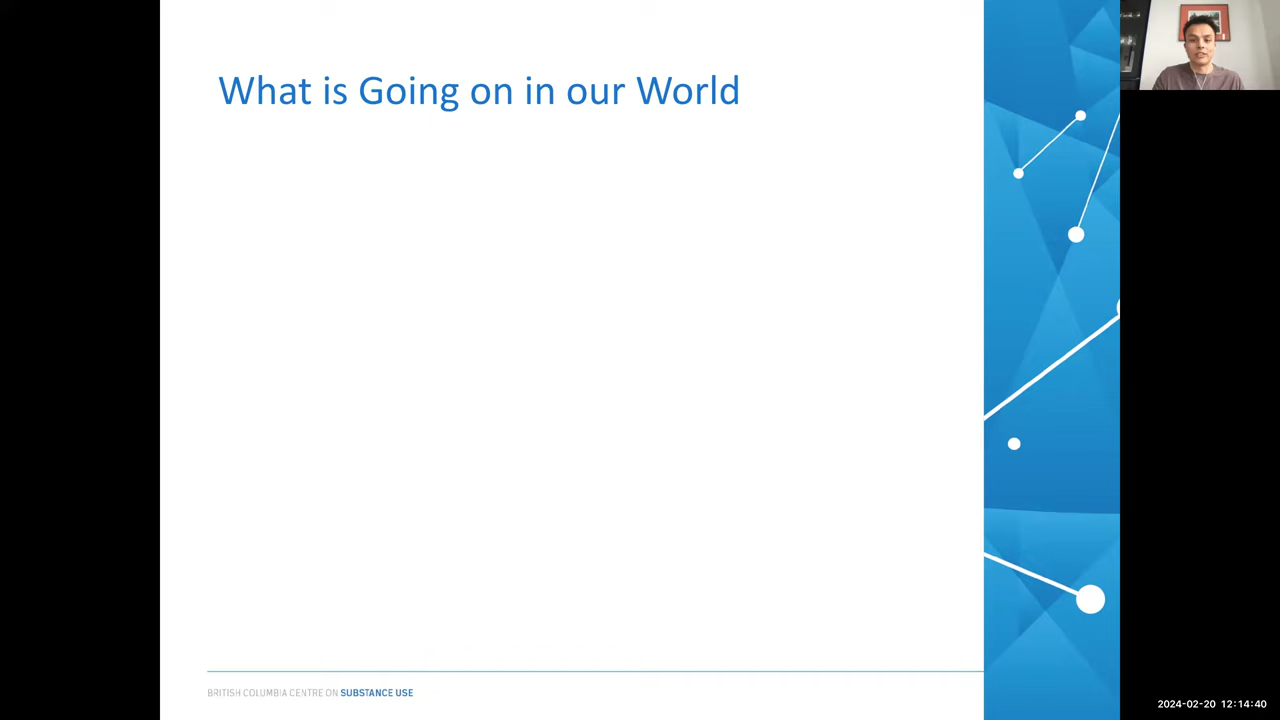 What is Going on in our World
BRITISH COLUMBIA CENTRE ON SUBSTANCE USE
2024-02-20 12:14:40